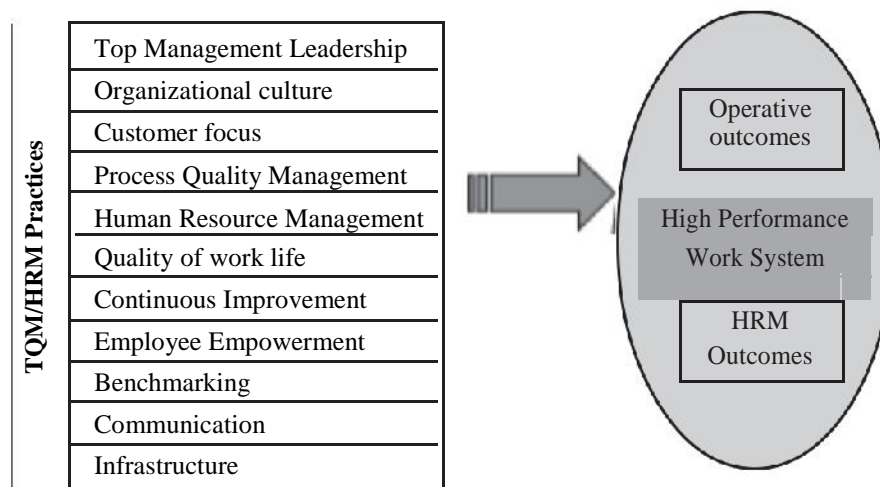 TQM/HRM Practices
Top Management Leadership
Organizational culture
Customer focus
Process Quality Management
Human Resource Management
Quality of work life
Continuous Improvement
Employee Empowerment
Benchmarking
Communication
Infrastructure
Operative
outcomes
High Performance
Work System
HRM
Outcomes